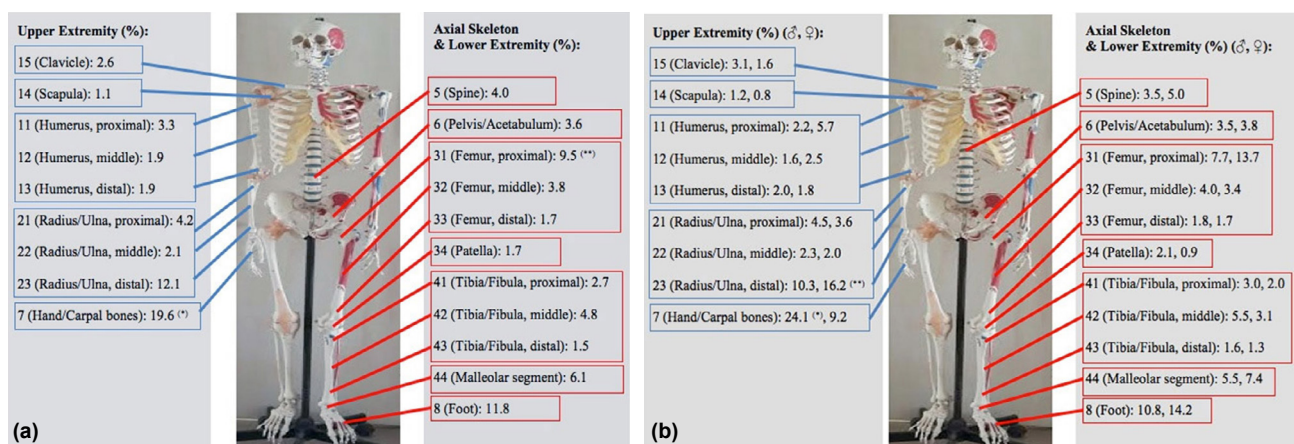 Upper Extremity (%):
15 (Clavicle): 2.6
14 (Scapula): 1.1
11 (Humerus, proximal): 3.3
12 (Humerus, middle): 1.9
13 (Humerus, distal): 1.9
21 (Radius/Ulna, proximal): 4.2
22 (Radius/Ulna, middle): 2.1
23 (Radius/Ulna, distal): 12.1
7 (Hand/Carpal bones): 19.6 (*)
Axial Skeleton
& Lower Extremity (%):
5 (Spine): 4.0
6 (Pelvis/Acetabulum): 3.6
31 (Femur, proximal): 9.5 (**)
32 (Femur, middle): 3.8
33 (Femur, distal): 1.7
34 (Patella): 1.7
41 (Tibia/Fibula, proximal): 2.7
42 (Tibia/Fibula, middle): 4.8
43 (Tibia/Fibula, distal): 1.5
44 (Malleolar segment): 6.1
8 (Foot): 11.8
(a)
Upper Extremity (%) (♂, ♀):
15 (Clavicle): 3.1, 1.6
14 (Scapula): 1.2, 0.8
11 (Humerus, proximal): 2.2, 5.7
12 (Humerus, middle): 1.6, 2.5
13 (Humerus, distal): 2.0, 1.8
21 (Radius/Ulna, proximal): 4.5, 3.6
22 (Radius/Ulna, middle): 2.3, 2.0
23 (Radius/Ulna, distal): 10.3, 16.2 (**)
7 (Hand/Carpal bones): 24.1 (*), 9.2
Axial Skeleton
& Lower Extremity (%) (♂, ♀):
5 (Spine): 3.5, 5.0
6 (Pelvis/Acetabulum): 3.5, 3.8
31 (Femur, proximal): 7.7, 13.7
32 (Femur, middle): 4.0, 3.4
33 (Femur, distal): 1.8, 1.7
34 (Patella): 2.1, 0.9
41 (Tibia/Fibula, proximal): 3.0, 2.0
42 (Tibia/Fibula, middle): 5.5, 3.1
43 (Tibia/Fibula, distal): 1.6, 1.3
44 (Malleolar segment): 5.5, 7.4
8 (Foot): 10.8, 14.2
(b)